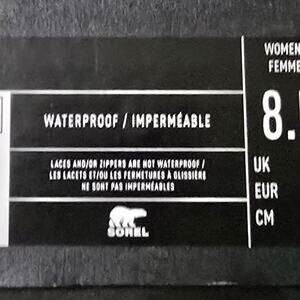 WOMEN
FEMME
WATERPROOF / IMPERMÉABLE
8.
LACES AND/OR ZIPPERS ARE NOT WATERPROOF /
LES LACETS ET/OU LES FERMETURES À GLISSIÈRE
NE SONT PAS IMPERMÉABLES
UK
EUR
CM
SOREL